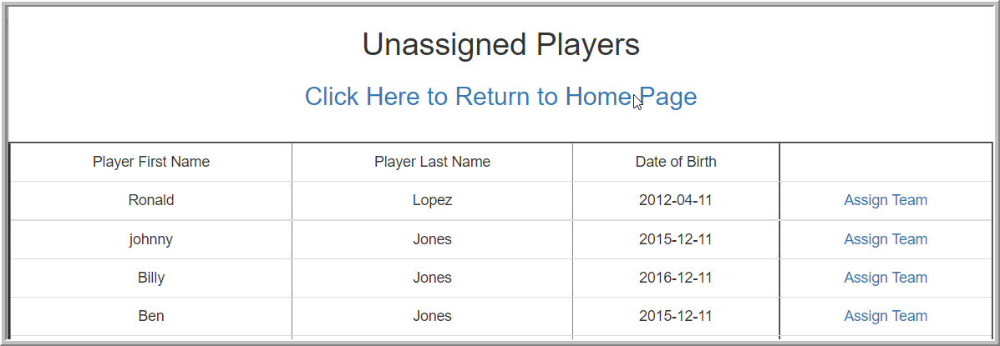 Unassigned Players
Click Here to Return to Home Page
Player First Name Player Last Name Date of Birth
Ronald Lopez 2012-04-11 Assign Team
johnny Jones 2015-12-11 Assign Team
Billy Jones 2016-12-11 Assign Team
Ben Jones 2015-12-11 Assign Team